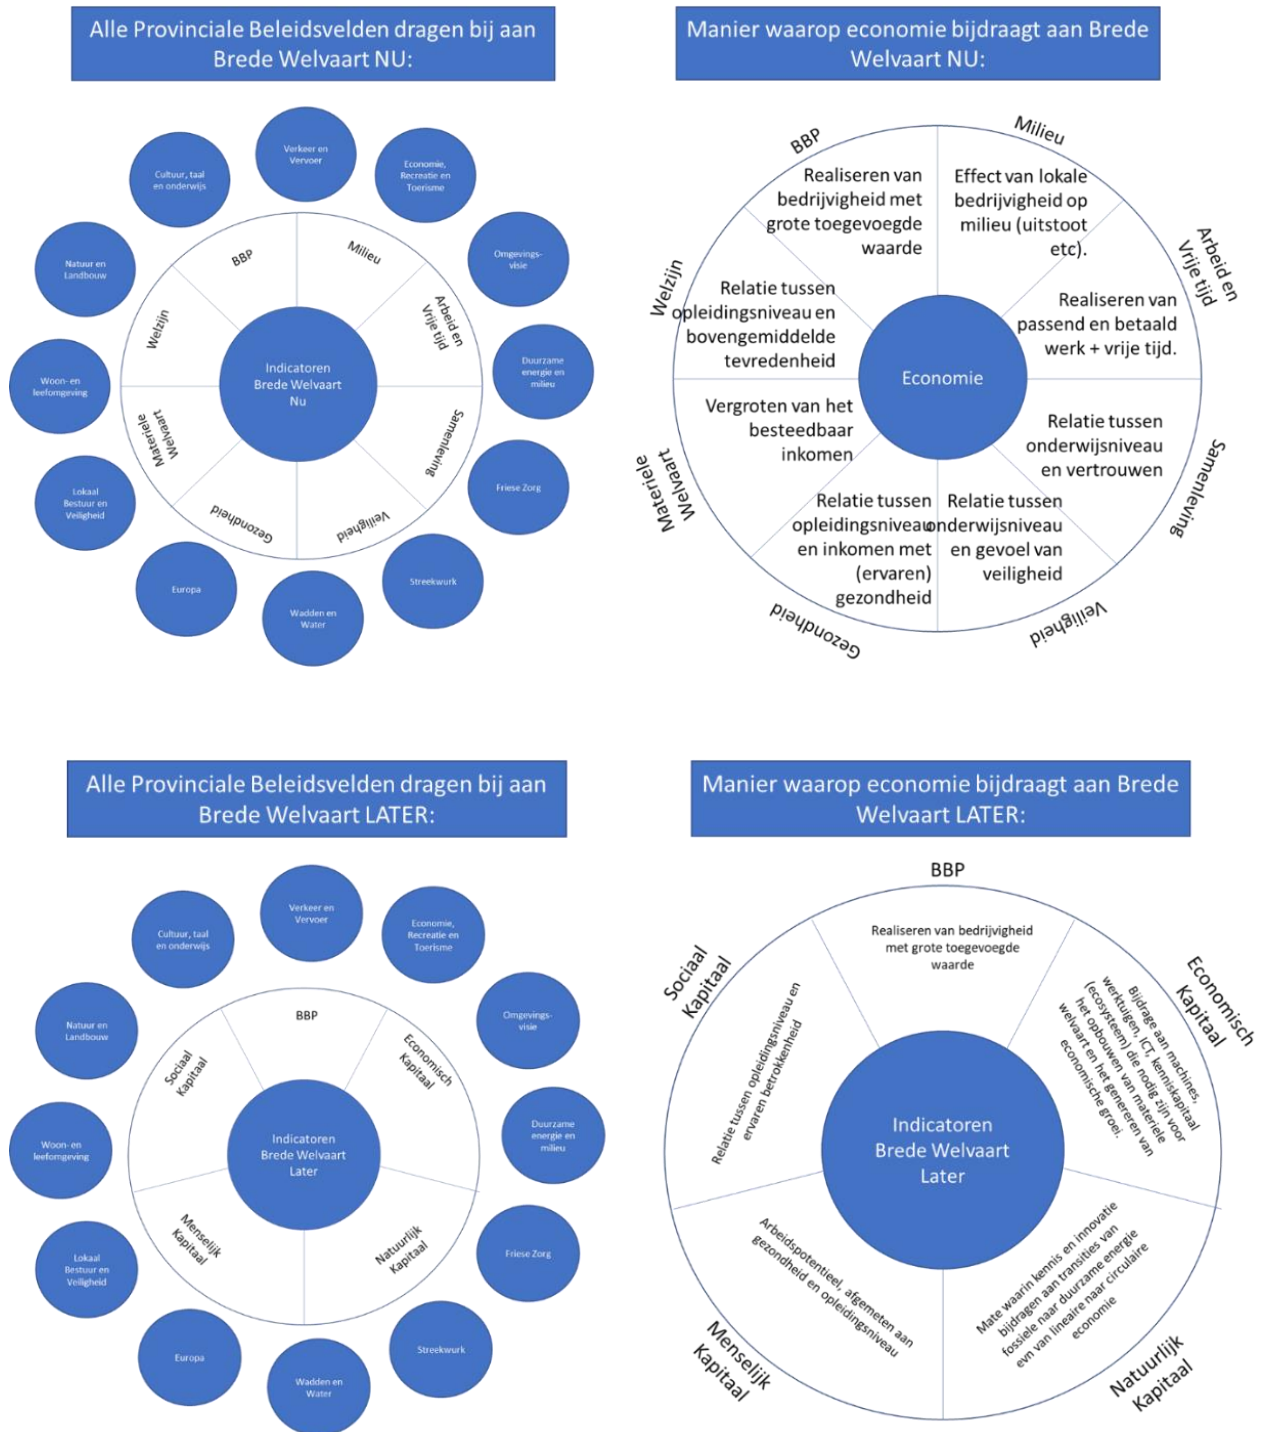 Alle Provinciale Beleidsvelden dragen bij aan
Brede Welvaart NU:
Verkeer en
Vervoer
Economie,
Recreatie en
Toerisme
Omgevings-
visie
Duurzame
energie en
milieu
Friese Zorg
Streekwurk
Wadden en
Water
Europa
Lokaal
Bestuur en
Veiligheid
Woon- en
leefomgeving
Natuur en
Landbouw
Cultuur, taal
en onderwijs
BBP
Milieu
Arbeid en
Vrije tijd
Samenleving
Veiligheid
Gezondheid
Materiele
Welvaart
Welzijn
Indicatoren
Brede Welvaart
Nu
Manier waarop economie bijdraagt aan Brede
Welvaart NU:
BBP
Realiseren van
bedrijvigheid met
grote toegevoegde
waarde
Milieu
Effect van lokale
bedrijvigheid op
milieu (uitstoot
etc).
Arbeid en
Vrije tijd
Realiseren van
passend en betaald
werk + vrije tijd.
Samenleving
Relatie tussen
onderwijsniveau
en vertrouwen
Veiligheid
Relatie tussen
onderwijsniveau
en gevoel van
veiligheid
Gezondheid
Relatie tussen
opleidingsniveau
en inkomen met
(ervaren)
gezondheid
Materiele
Welvaart
Vergroten van het
besteedbaar
inkomen
Welzijn
Relatie tussen
opleidingsniveau en
bovengemiddelde
tevredenheid
Economie
Alle Provinciale Beleidsvelden dragen bij aan
Brede Welvaart LATER:
Verkeer en
Vervoer
Economie,
Recreatie en
Toerisme
Omgevings-
visie
Duurzame
energie en
milieu
Friese Zorg
Streekwurk
Wadden en
Water
Europa
Lokaal
Bestuur en
Veiligheid
Woon- en
leefomgeving
Natuur en
Landbouw
Cultuur, taal
en onderwijs
BBP
Economisch
Kapitaal
Natuurlijk
Kapitaal
Menselijk
Kapitaal
Sociaal
Kapitaal
Indicatoren
Brede Welvaart
Later
Manier waarop economie bijdraagt aan Brede
Welvaart LATER:
BBP
Realiseren van bedrijvigheid
met grote toegevoegde
waarde
Economisch
Kapitaal
Bijdrage aan machines,
werktuigen, ICT, kenniskapitaal
(ecosysteem) die nodig zijn voor
het opbouwen van materiele
welvaart en het genereren van
economische groei.
Natuurlijk
Kapitaal
Mate waarin kennis en innovatie
bijdragen aan transities van
fossiele naar duurzame energie
evn van lineaire naar circulaire
economie
Menselijk
Kapitaal
Arbeidspotentieel, afgemeten aan
gezondheid en opleidingsniveau
Sociaal
Kapitaal
Relatie tussen opleidingsniveau en
ervaren betrokkenheid
Indicatoren
Brede Welvaart
Later